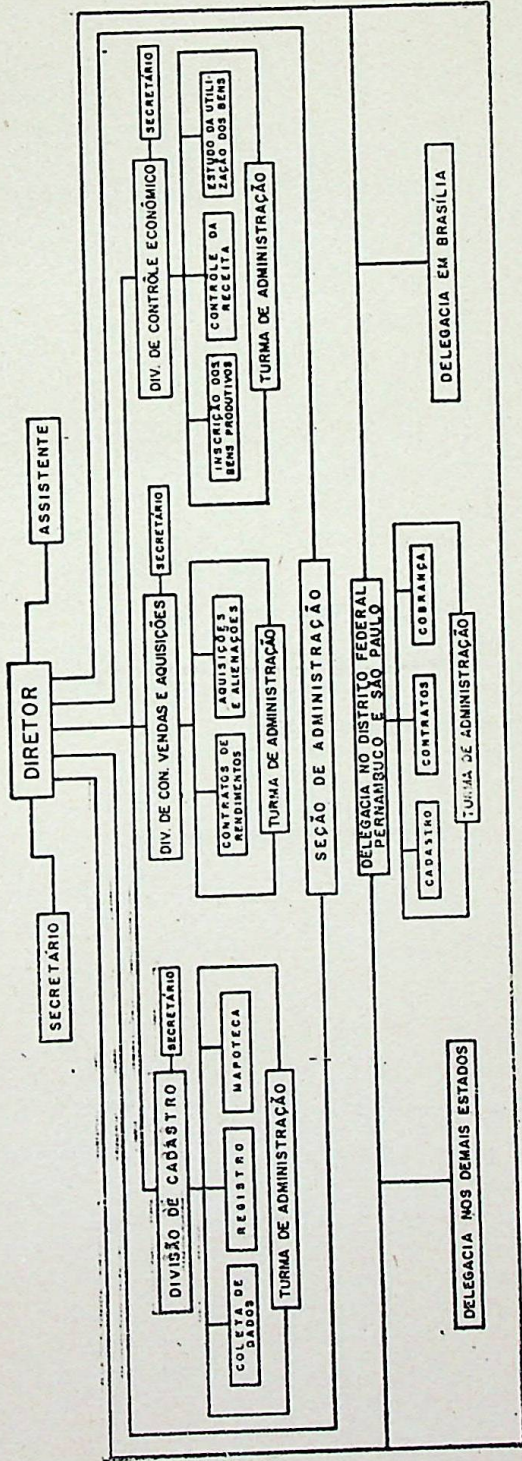 DIRETOR
SECRETÁRIO
ASSISTENTE
DIVISÃO DE CADASTRO
SECRETÁRIO
COLETA DE
DADOS
REGISTRO
MAPOTECA
TURMA DE ADMINISTRAÇÃO
DIV. DE CON. VENDAS E AQUISIÇÕES
SECRETÁRIO
CONTRATOS DE
RENDIMENTOS
AQUISIÇÕES
E ALIENAÇÕES
TURMA DE ADMINISTRAÇÃO
DIV. DE CONTRÔLE ECONÔMICO
SECRETÁRIO
INSCRIÇÃO DOS
BENS PRODUTIVOS
CONTRÔLE DA
RECEITA
ESTUDO DA UTILI-
ZAÇÃO DOS BENS
TURMA DE ADMINISTRAÇÃO
SEÇÃO DE ADMINISTRAÇÃO
DELEGACIA NO DISTRITO FEDERAL
PERNAMBUCO E SÃO PAULO
CADASTRO
CONTRATOS
COBRANÇA
TURMA DE ADMINISTRAÇÃO
DELEGACIA NOS DEMAIS ESTADOS
DELEGACIA EM BRASÍLIA